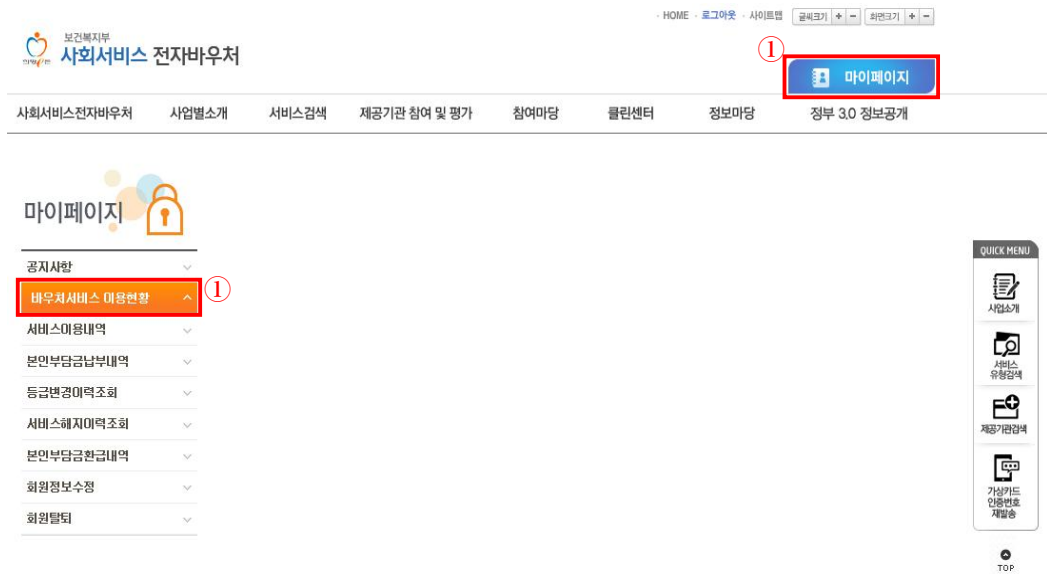 · HOME · 로그아웃 · 사이트맵 글씨크기 + - 화면크기 + -
보건복지부
사회서비스 전자바우처
①
마이페이지
사회서비스전자바우처 사업별소개 서비스검색 제공기관 참여 및 평가 참여마당 클린센터 정보마당 정부 3.0 정보공개
마이페이지
공지사항
바우처서비스 이용현황 ①
서비스이용내역
본인부담금납부내역
등급변경이력조회
서비스해지이력조회
본인부담금환급내역
회원정보수정
회원탈퇴
QUICK MENU
사업소개
서비스
유형검색
제공기관검색
가상카드
인증번호
재발송
TOP